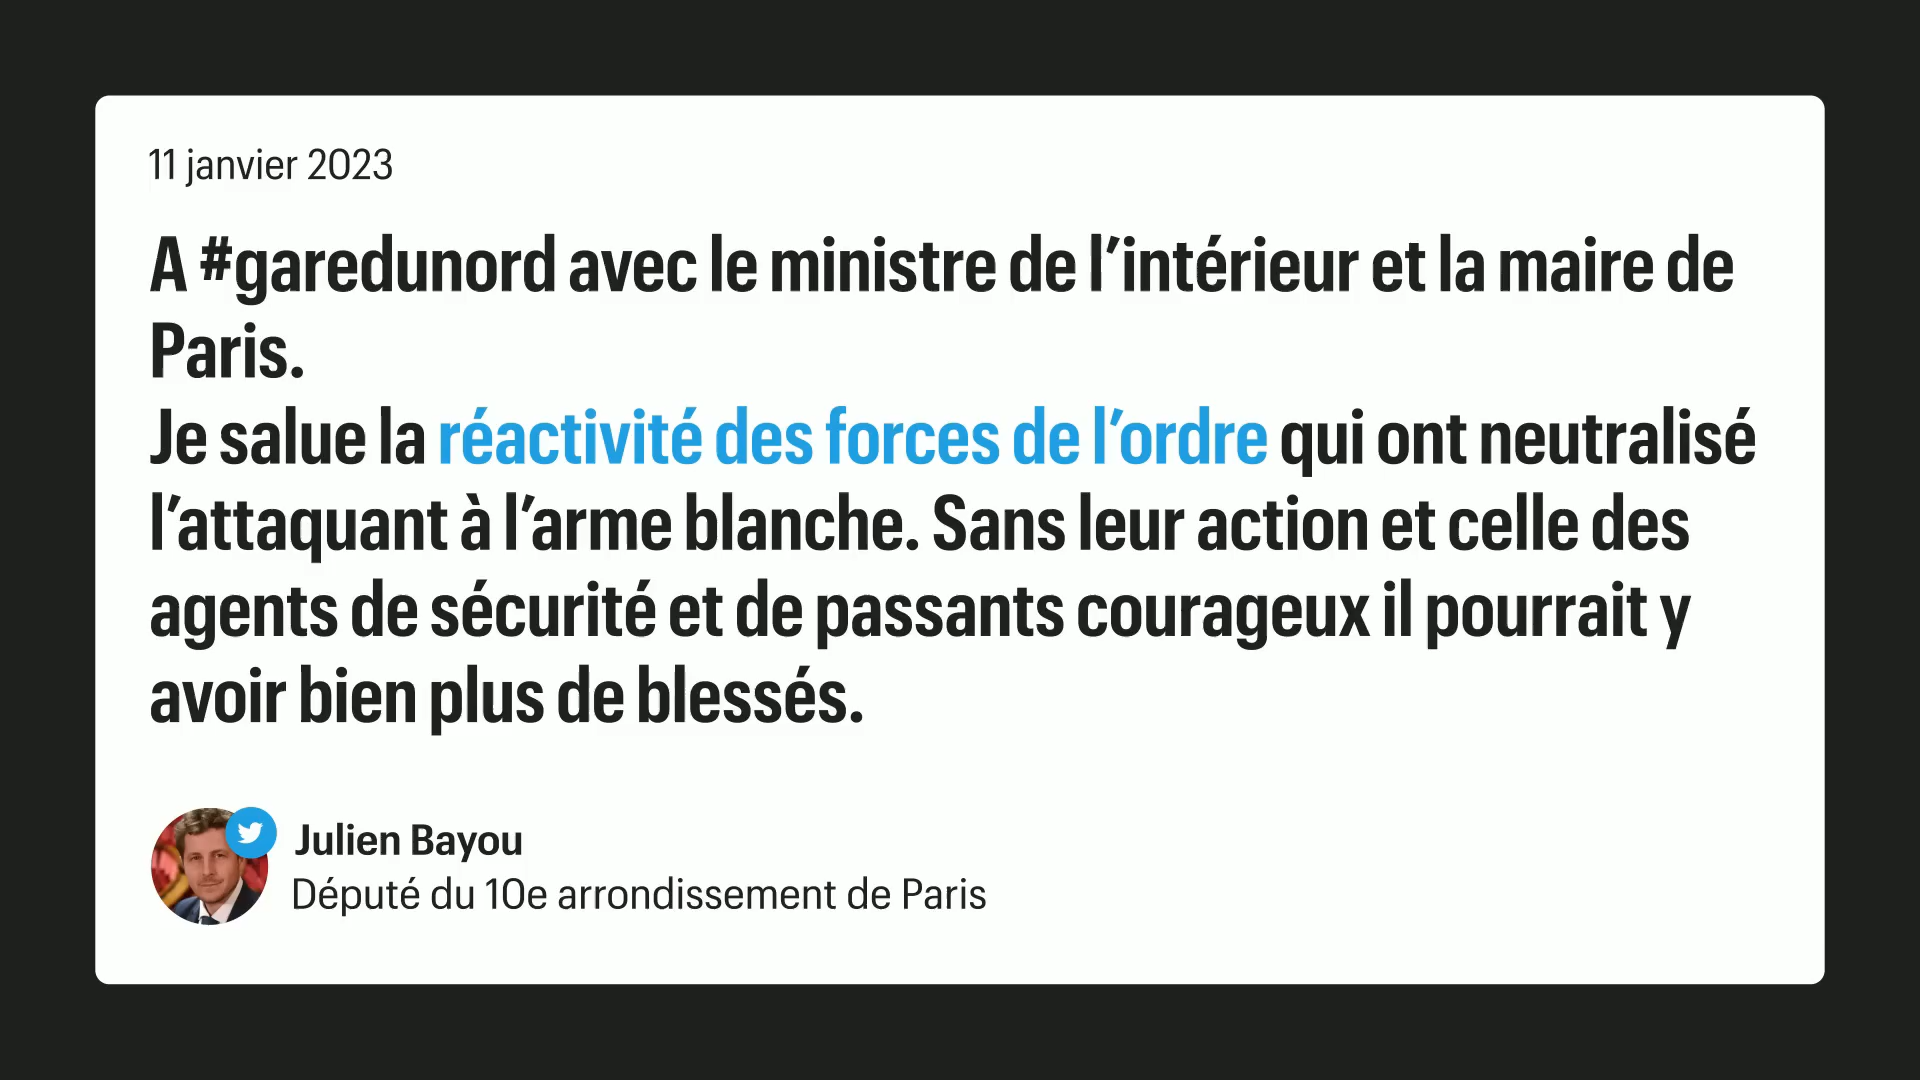 11 janvier 2023
A #garedunord avec le ministre de l’intérieur et la maire de
Paris.
Je salue la réactivité des forces de l’ordre qui ont neutralisé
l’attaquant à l’arme blanche. Sans leur action et celle des
agents de sécurité et de passants courageux il pourrait y
avoir bien plus de blessés.
Julien Bayou
Député du 10e arrondissement de Paris